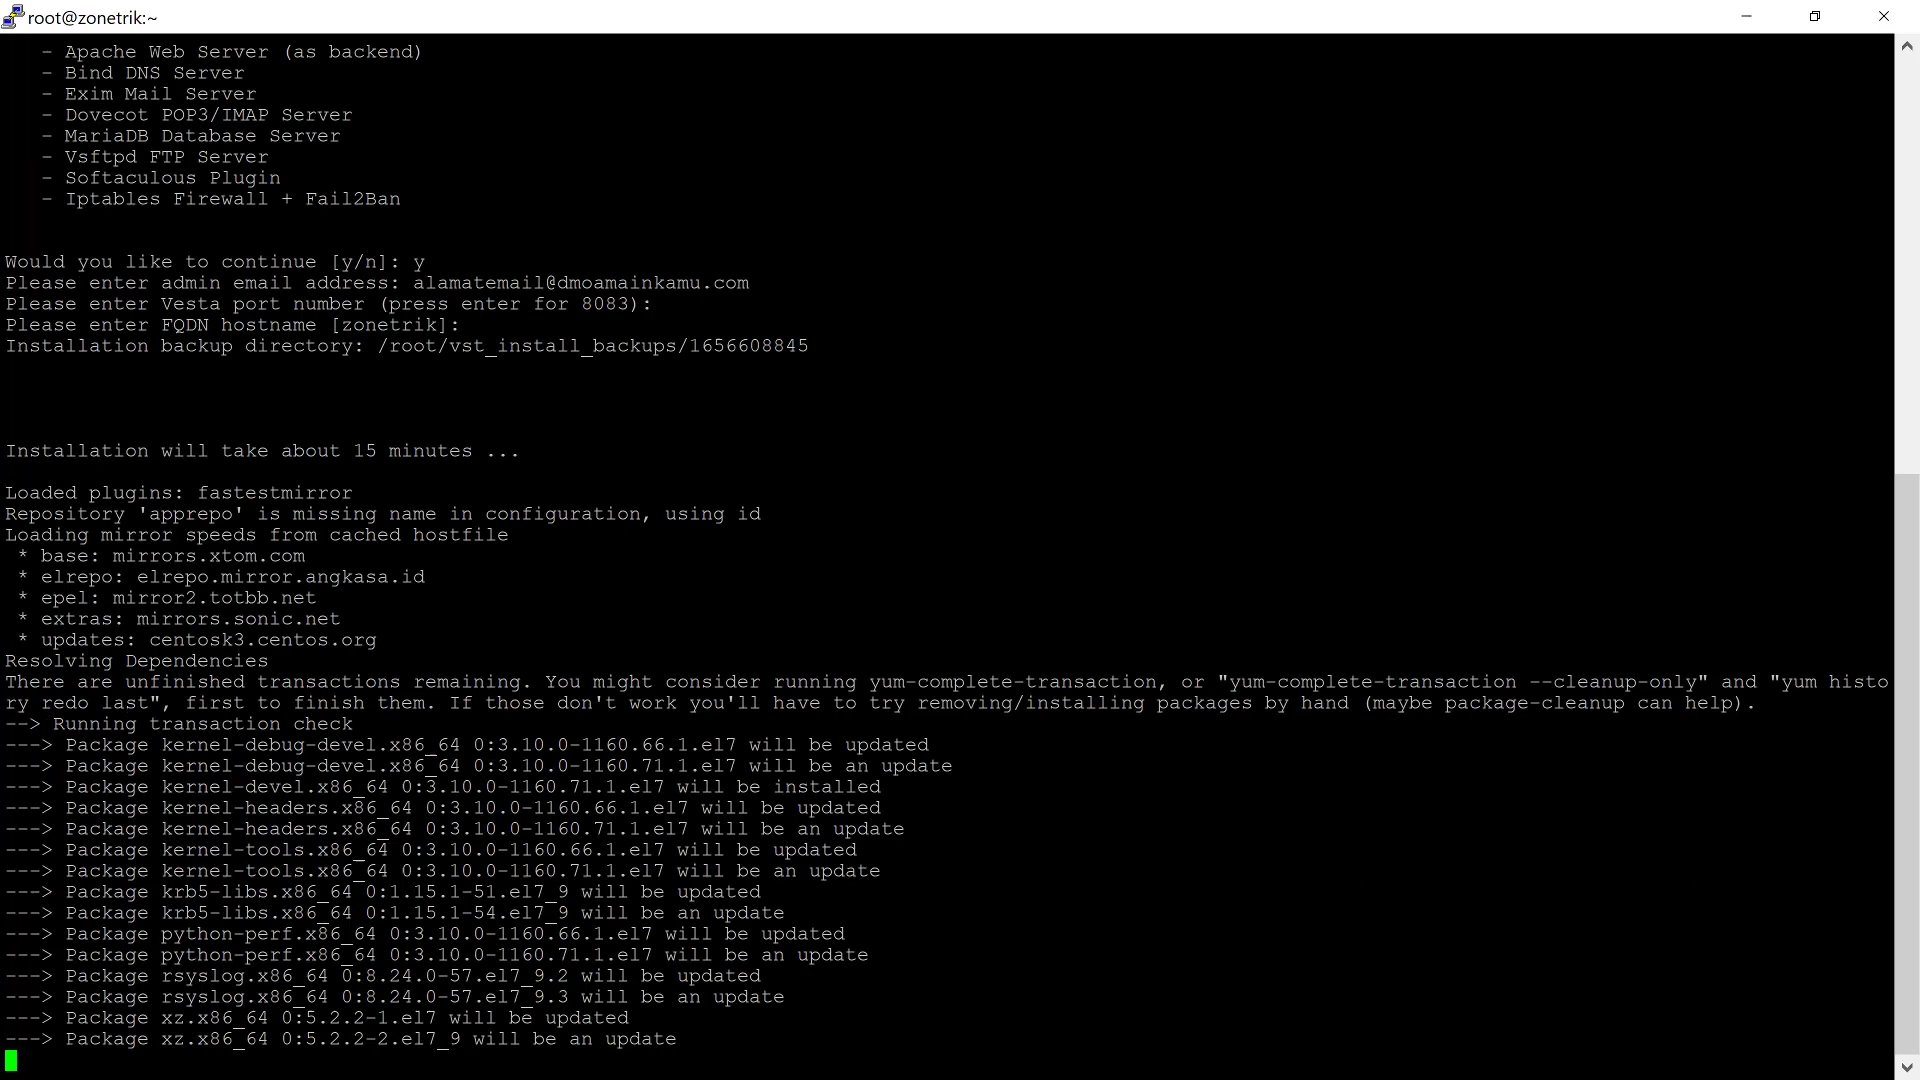 root@zonetrik:~
- Apache Web Server (as backend)
- Bind DNS Server
- Exim Mail Server
- Dovecot POP3/IMAP Server
- MariaDB Database Server
- Vsftpd FTP Server
- Softaculous Plugin
- Iptables Firewall + Fail2Ban
Would you like to continue [y/n]: y
Please enter admin email address: alamatemail@dmoamainkamu.com
Please enter Vesta port number (press enter for 8083):
Please enter FQDN hostname [zonetrik]:
Installation backup directory: /root/vst_install_backups/1656608845
Installation will take about 15 minutes ...
Loaded plugins: fastestmirror
Repository 'apprepo' is missing name in configuration, using id
Loading mirror speeds from cached hostfile
* base: mirrors.xtom.com
* elrepo: elrepo.mirror.angkasa.id
* epel: mirror2.totbb.net
* extras: mirrors.sonic.net
* updates: centosk3.centos.org
Resolving Dependencies
There are unfinished transactions remaining. You might consider running yum-complete-transaction, or "yum-complete-transaction --cleanup-only" and "yum histo
ry redo last", first to finish them. If those don't work you'll have to try removing/installing packages by hand (maybe package-cleanup can help).
--> Running transaction check
---> Package kernel-debug-devel.x86_64 0:3.10.0-1160.66.1.el7 will be updated
---> Package kernel-debug-devel.x86_64 0:3.10.0-1160.71.1.el7 will be an update
---> Package kernel-devel.x86_64 0:3.10.0-1160.71.1.el7 will be installed
---> Package kernel-headers.x86_64 0:3.10.0-1160.66.1.el7 will be updated
---> Package kernel-headers.x86_64 0:3.10.0-1160.71.1.el7 will be an update
---> Package kernel-tools.x86_64 0:3.10.0-1160.66.1.el7 will be updated
---> Package kernel-tools.x86_64 0:3.10.0-1160.71.1.el7 will be an update
---> Package krb5-libs.x86_64 0:1.15.1-51.el7_9 will be updated
---> Package krb5-libs.x86_64 0:1.15.1-54.el7_9 will be an update
---> Package python-perf.x86_64 0:3.10.0-1160.66.1.el7 will be updated
---> Package python-perf.x86_64 0:3.10.0-1160.71.1.el7 will be an update
---> Package rsyslog.x86_64 0:8.24.0-57.el7_9.2 will be updated
---> Package rsyslog.x86_64 0:8.24.0-57.el7_9.3 will be an update
---> Package xz.x86_64 0:5.2.2-1.el7 will be updated
---> Package xz.x86_64 0:5.2.2-2.el7_9 will be an update